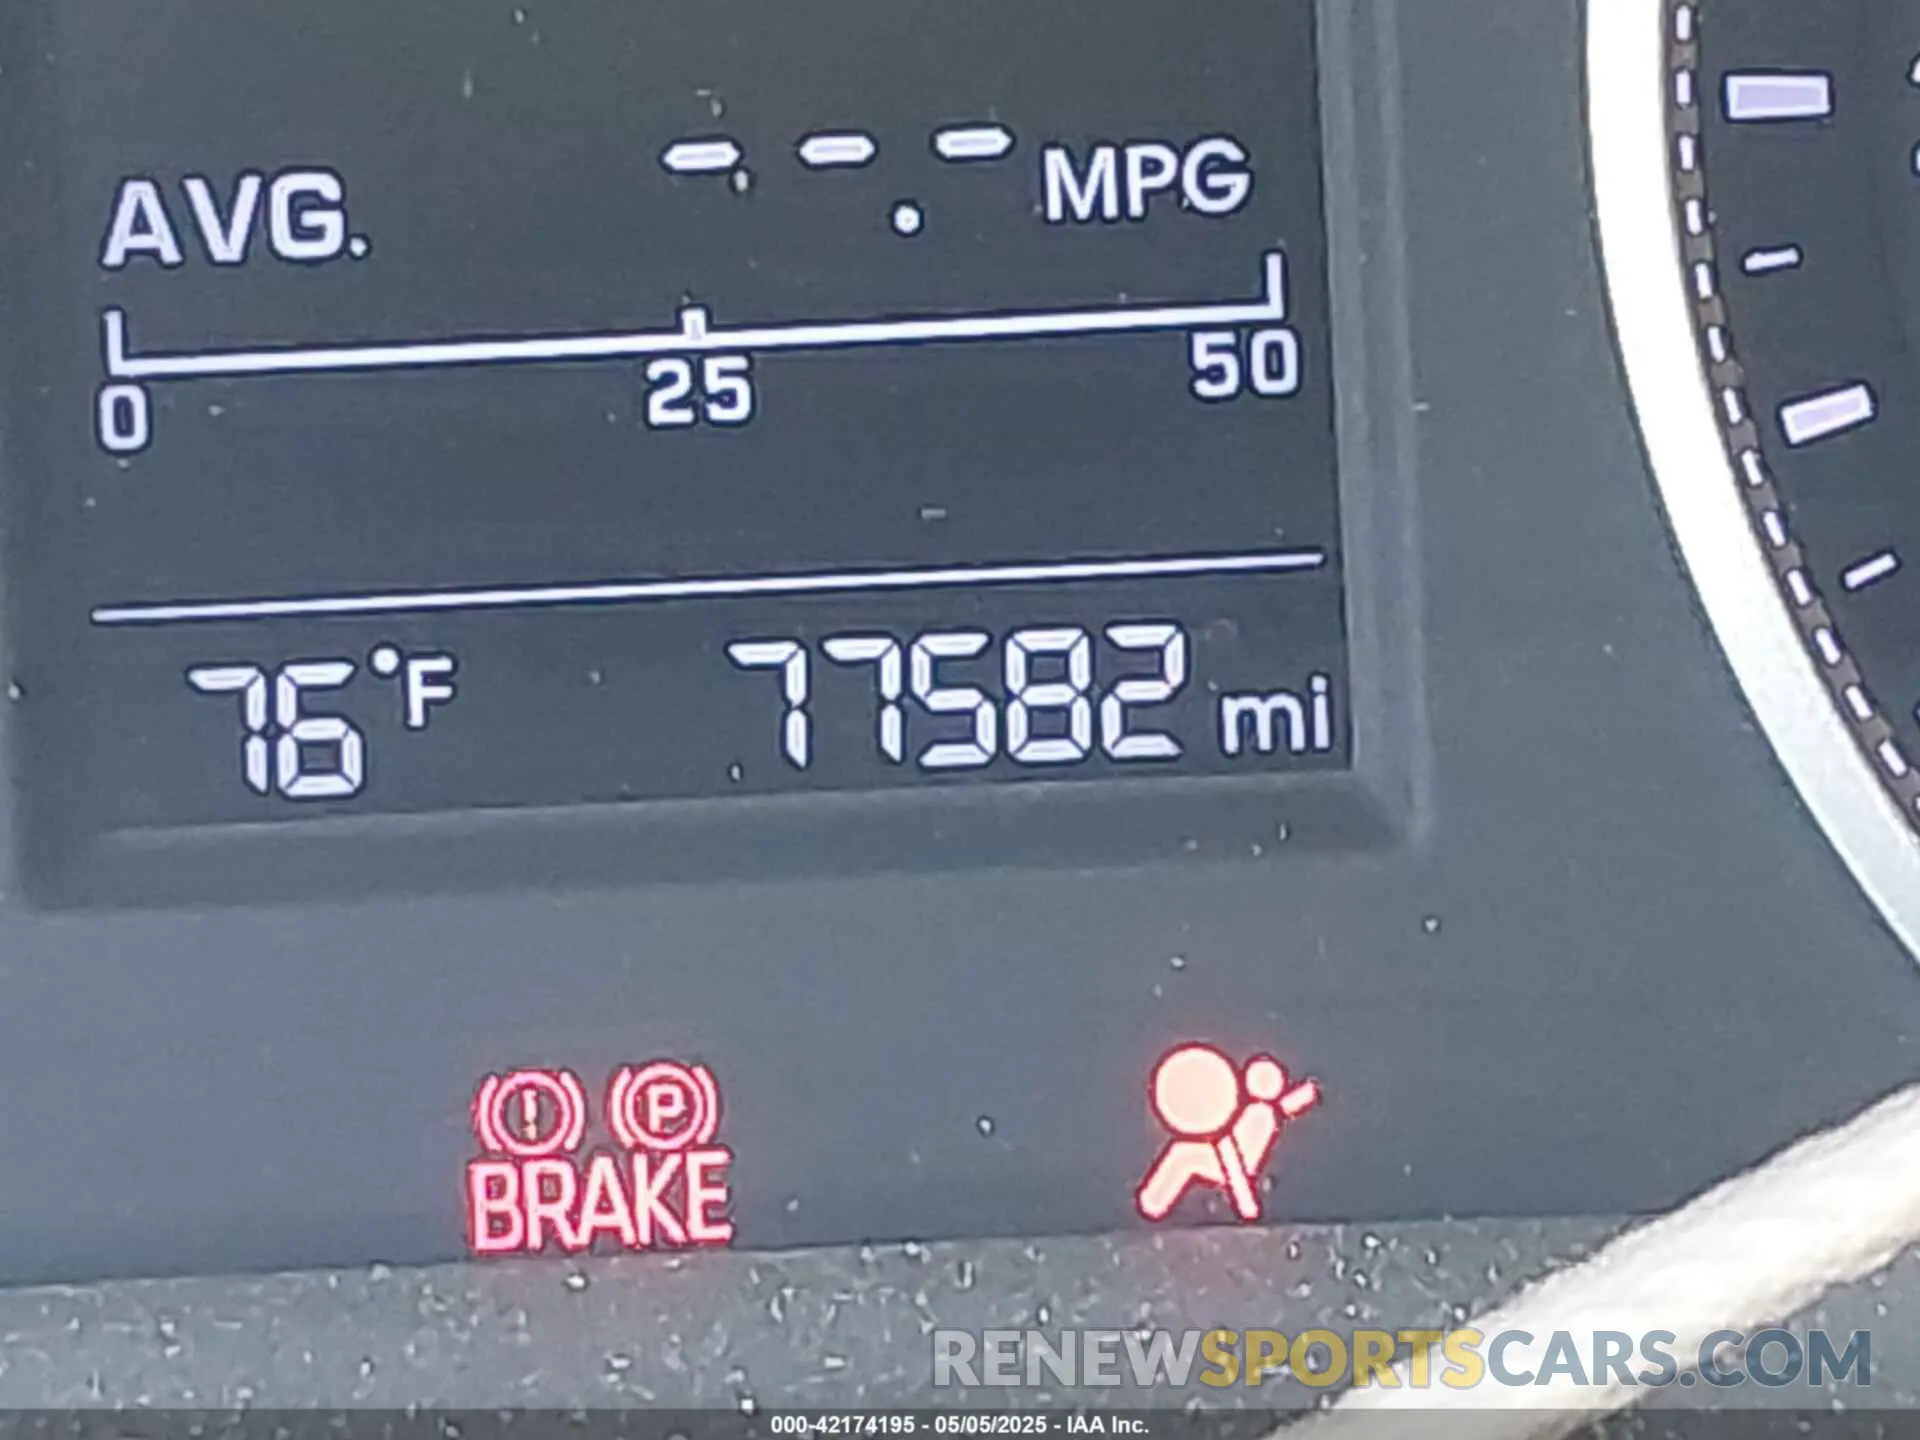 AVG. --.- MPG
0 25 50
76°F 77582 mi
! P
BRAKE
RENEWSPORTSCARS.COM
000-42174195 - 05/05/2025 - IAA Inc.